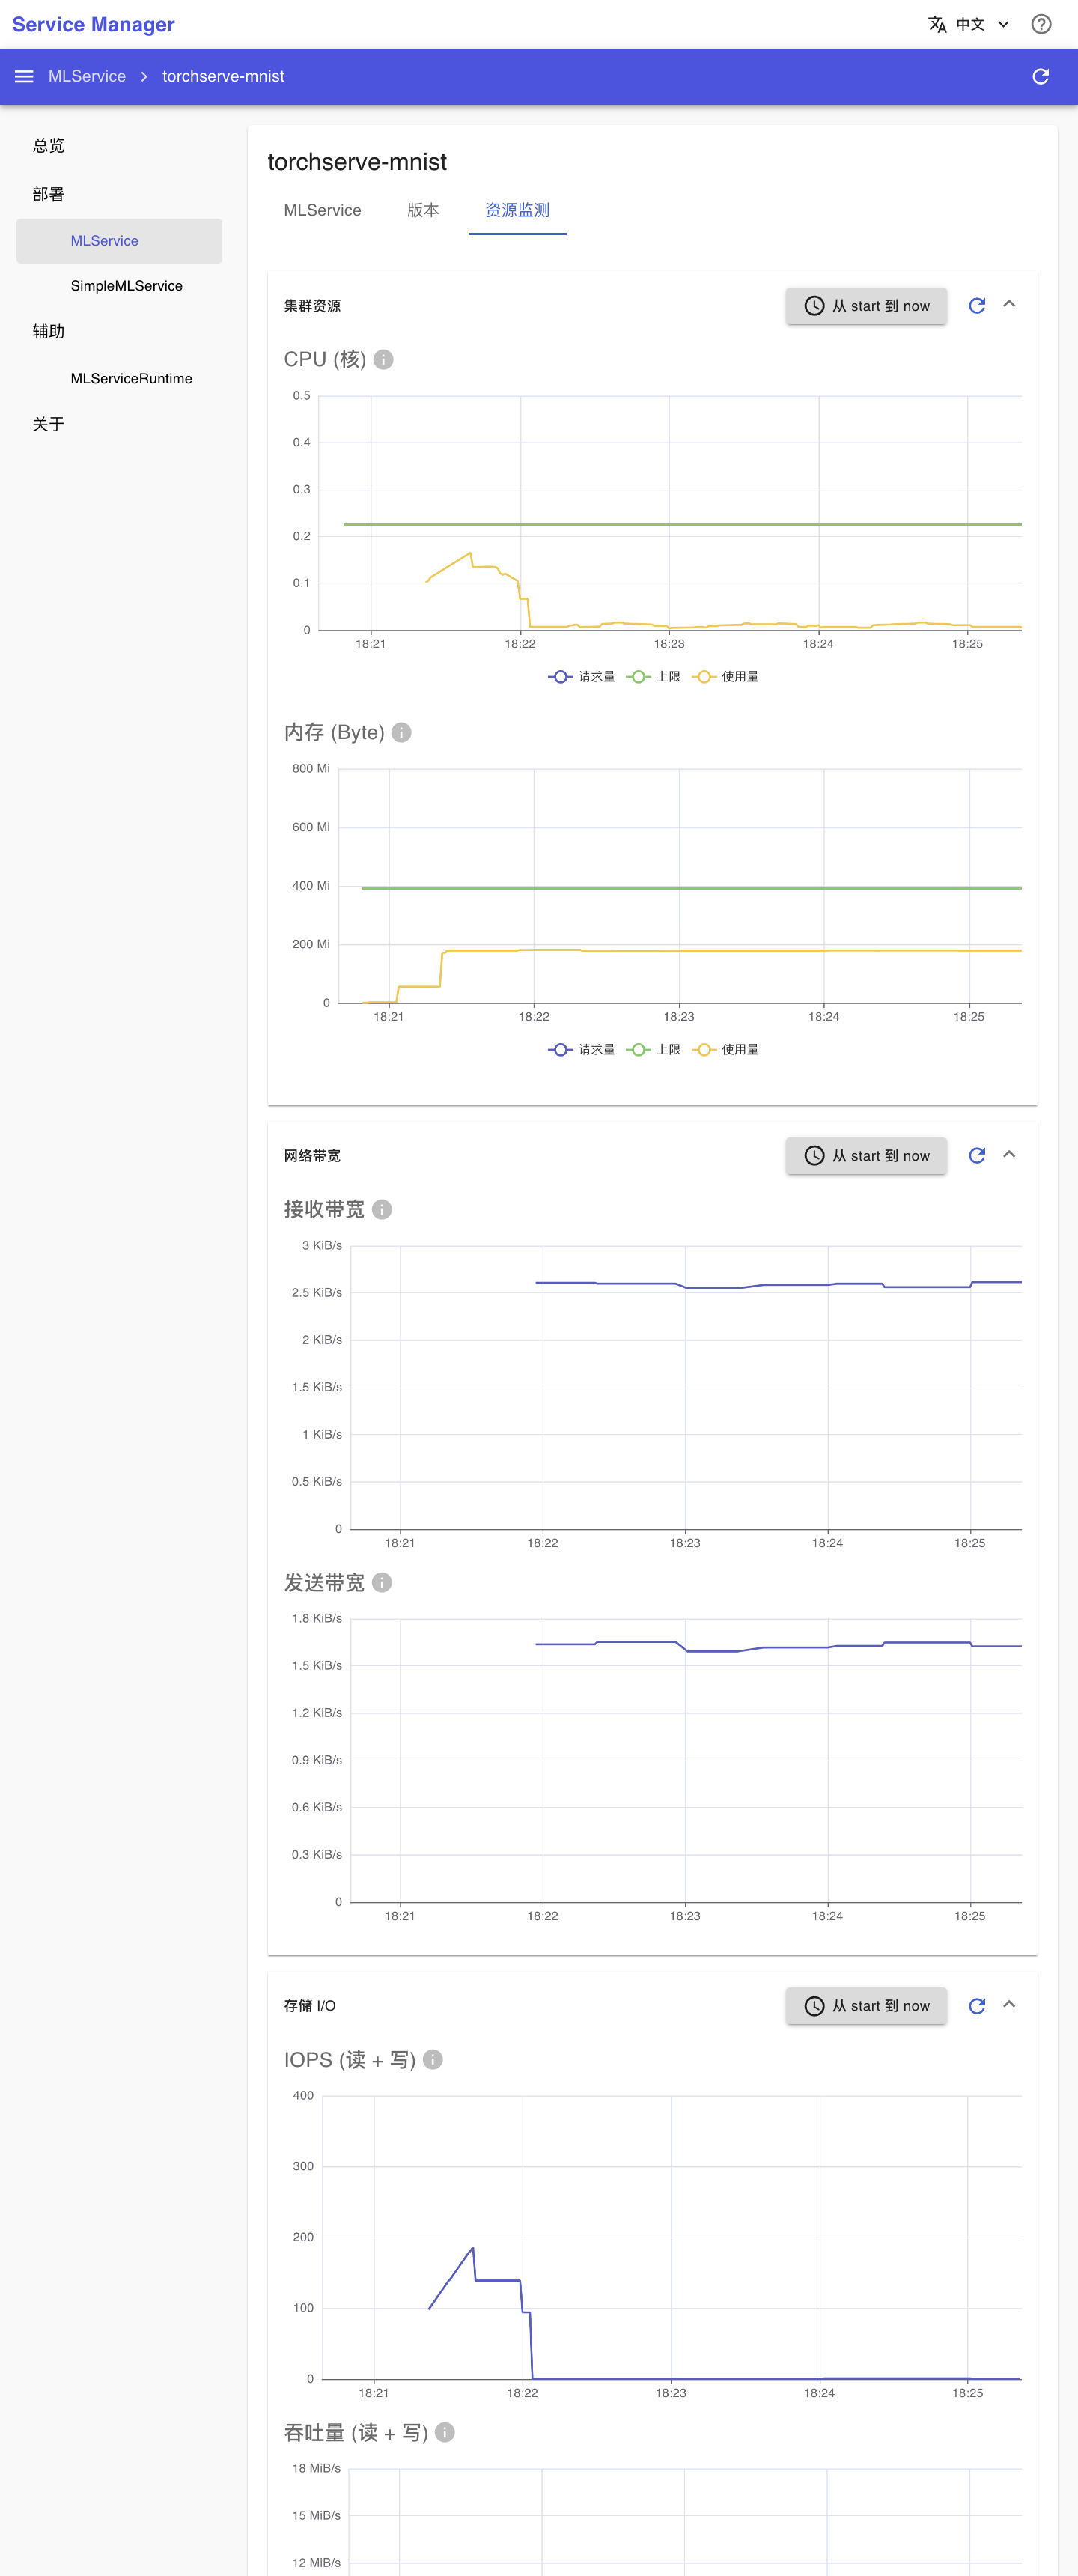 Service Manager
中文
MLService
torchserve-mnist
总览
部署
MLService
SimpleMLService
辅助
MLServiceRuntime
关于
torchserve-mnist
MLService 版本 资源监测
集群资源
从 start 到 now
CPU (核)
0.5
0.4
0.3
0.2
0.1
0
18:21 18:22 18:23 18:24 18:25
请求量 上限 使用量
内存 (Byte)
800 Mi
600 Mi
400 Mi
200 Mi
0
18:21 18:22 18:23 18:24 18:25
请求量 上限 使用量
网络带宽
从 start 到 now
接收带宽
3 KiB/s
2.5 KiB/s
2 KiB/s
1.5 KiB/s
1 KiB/s
0.5 KiB/s
0
18:21 18:22 18:23 18:24 18:25
发送带宽
1.8 KiB/s
1.5 KiB/s
1.2 KiB/s
0.9 KiB/s
0.6 KiB/s
0.3 KiB/s
0
18:21 18:22 18:23 18:24 18:25
存储 I/O
从 start 到 now
IOPS (读 + 写)
400
300
200
100
0
18:21 18:22 18:23 18:24 18:25
吞吐量 (读 + 写)
18 MiB/s
15 MiB/s
12 MiB/s